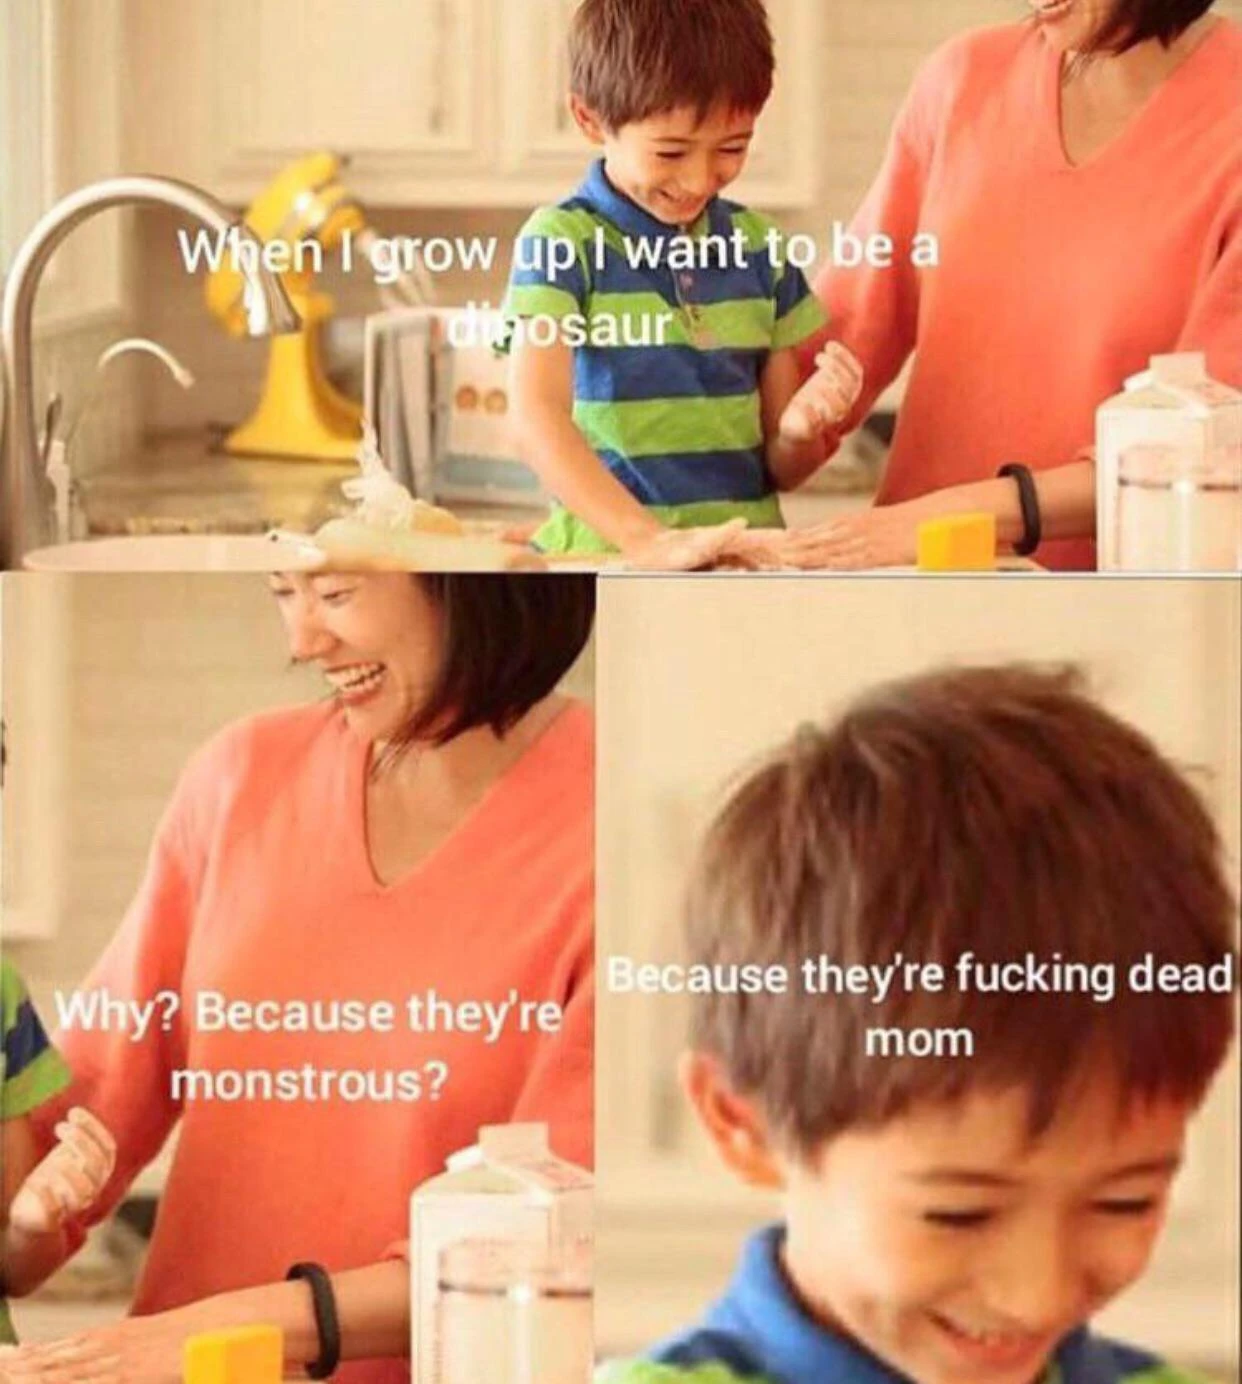 When I grow up I want to be a
dinosaur
Why? Because they're
monstrous?
Because they're fucking dead
mom